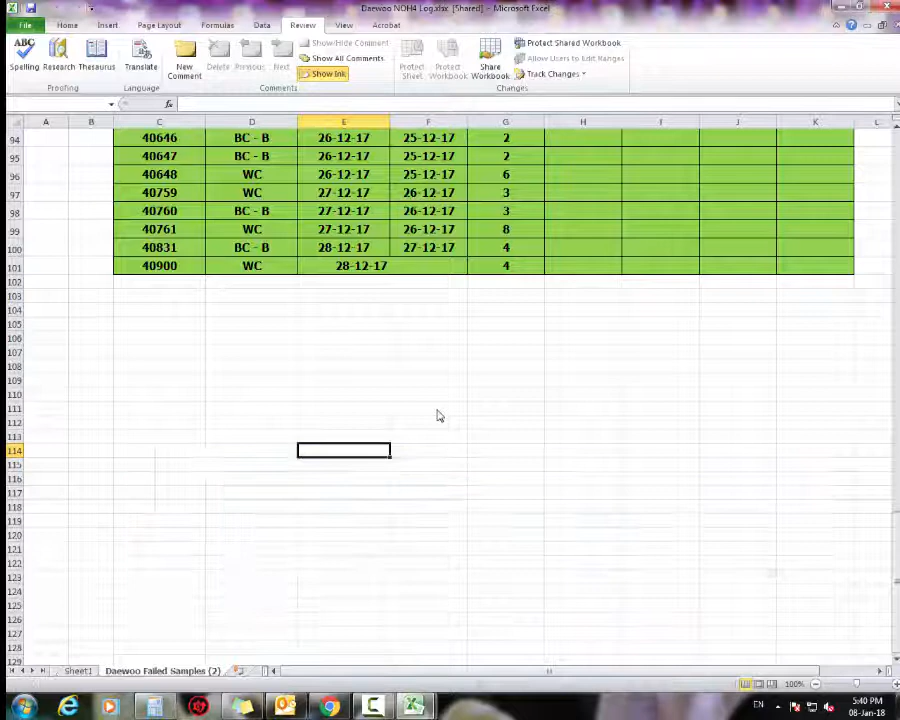 Daewoo NOH4 Log.xlsx [Shared] - Microsoft Excel
File Home Insert Page Layout Formulas Data Review View Acrobat
ABC
Spelling Research Thesaurus
Proofing
Translate
Language
New Comment Delete Previous Next
Show/Hide Comment
Show All Comments
Show Ink
Comments
Protect Sheet Protect Workbook Share Workbook
Protect Shared Workbook
Allow Users to Edit Ranges
Track Changes
Changes
fx
A B C D E F G H I J K L
94 40646 BC - B 26-12-17 25-12-17 2
95 40647 BC - B 26-12-17 25-12-17 2
96 40648 WC 26-12-17 25-12-17 6
97 40759 WC 27-12-17 26-12-17 3
98 40760 BC - B 27-12-17 26-12-17 3
99 40761 WC 27-12-17 26-12-17 8
100 40831 BC - B 28-12-17 27-12-17 4
101 40900 WC 28-12-17 4
102
103
104
105
106
107
108
109
110
111
112
113
114
115
116
117
118
119
120
121
122
123
124
125
126
127
128
129
Sheet1 Daewoo Failed Samples (2)
100%
EN
5:40 PM
08-Jan-18